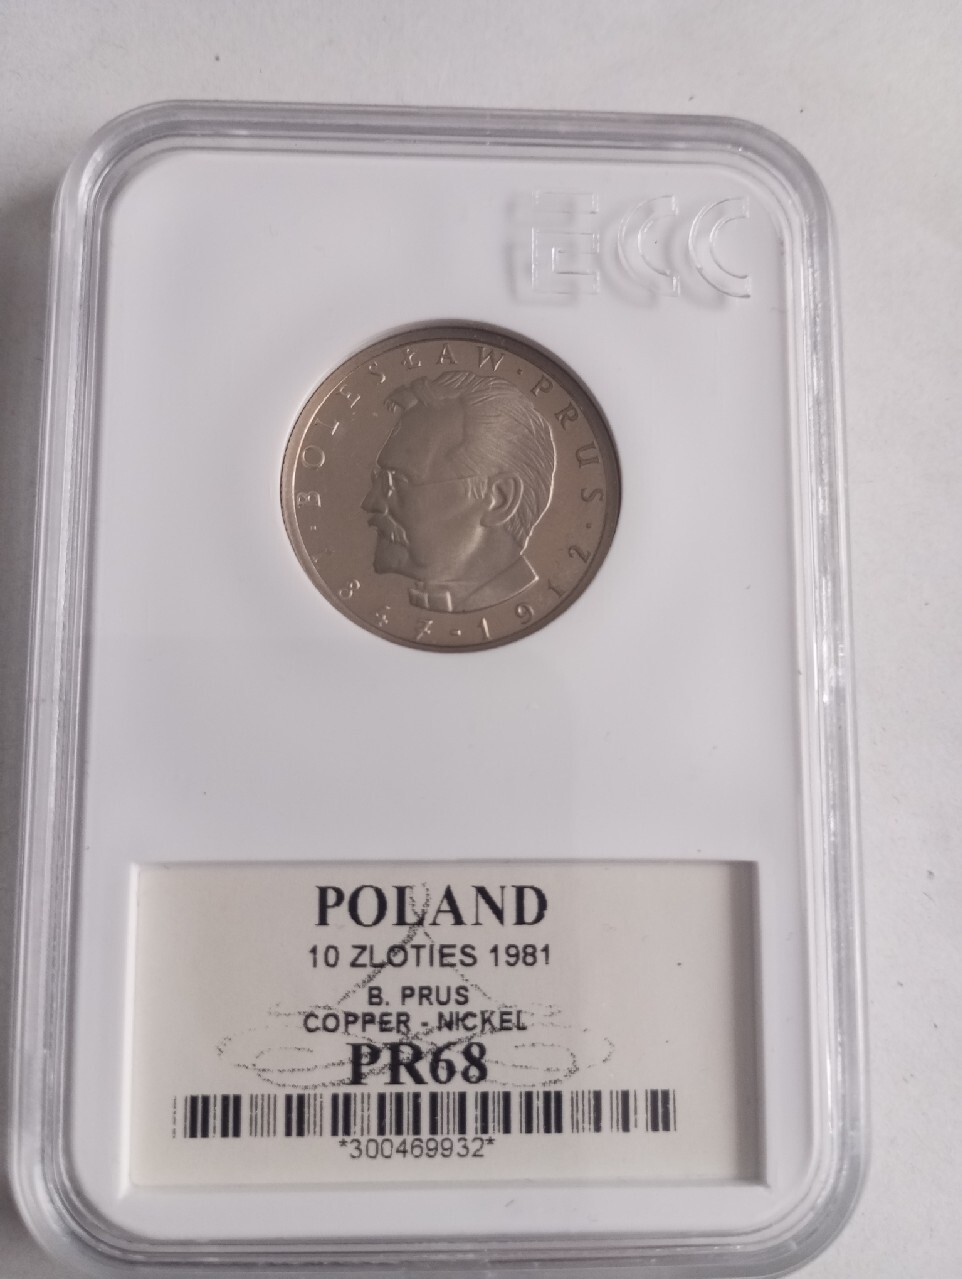 ECC
BOLESŁAW · PRUS ·
1847-1912
POLAND
10 ZLOTIES 1981
B. PRUS
COPPER - NICKEL
PR68
*300469932*